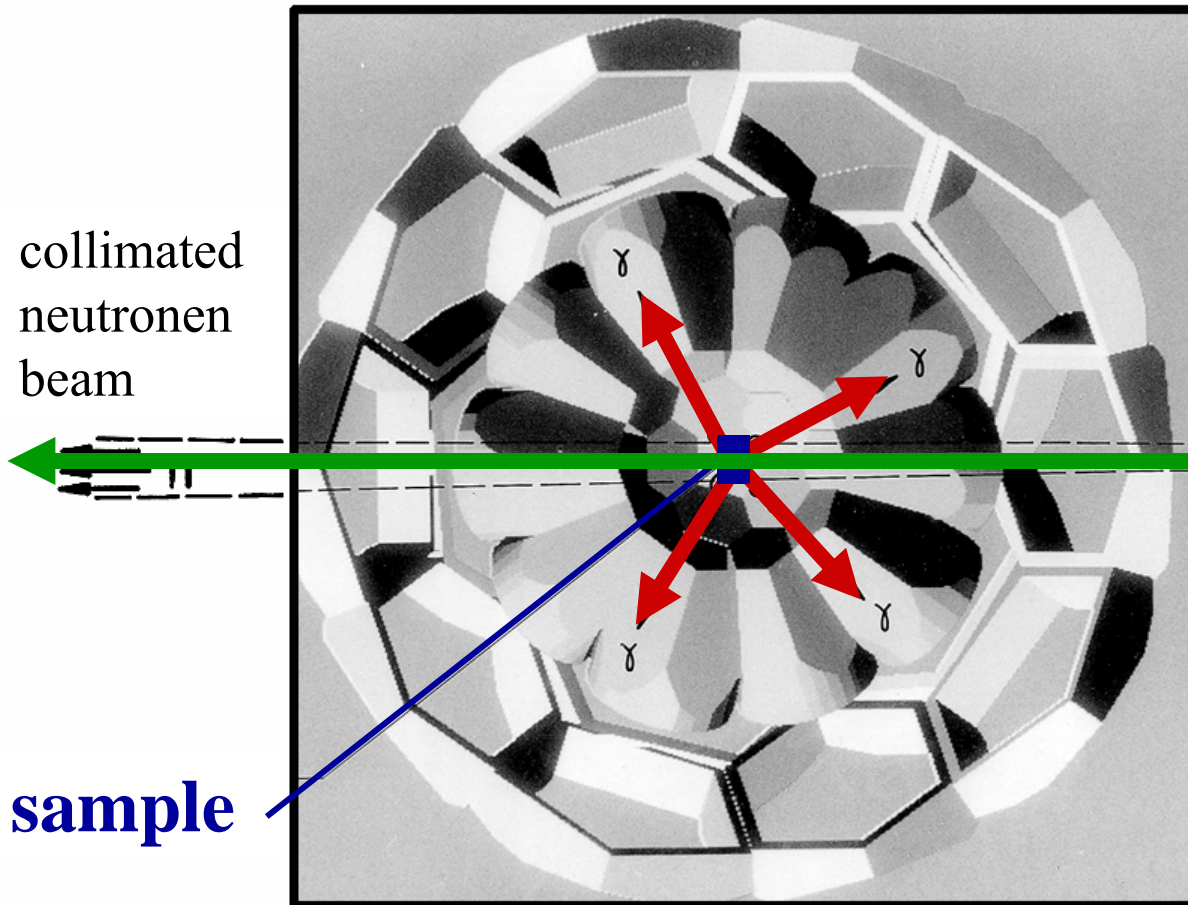 collimated
neutronen
beam
γ
γ
γ
γ
sample